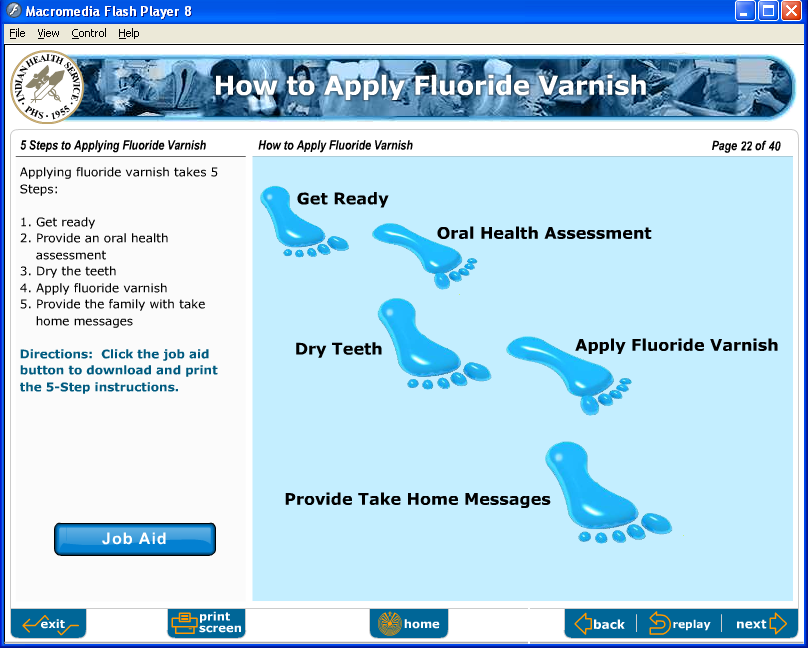 Macromedia Flash Player 8
File View Control Help
INDIAN HEALTH SERVICE
PHS · 1955
How to Apply Fluoride Varnish
5 Steps to Applying Fluoride Varnish
How to Apply Fluoride Varnish
Page 22 of 40
Applying fluoride varnish takes 5
Steps:
1. Get ready
2. Provide an oral health
assessment
3. Dry the teeth
4. Apply fluoride varnish
5. Provide the family with take
home messages
Directions: Click the job aid
button to download and print
the 5-Step instructions.
Job Aid
Get Ready
Oral Health Assessment
Dry Teeth
Apply Fluoride Varnish
Provide Take Home Messages
exit
print
screen
home
back
replay
next